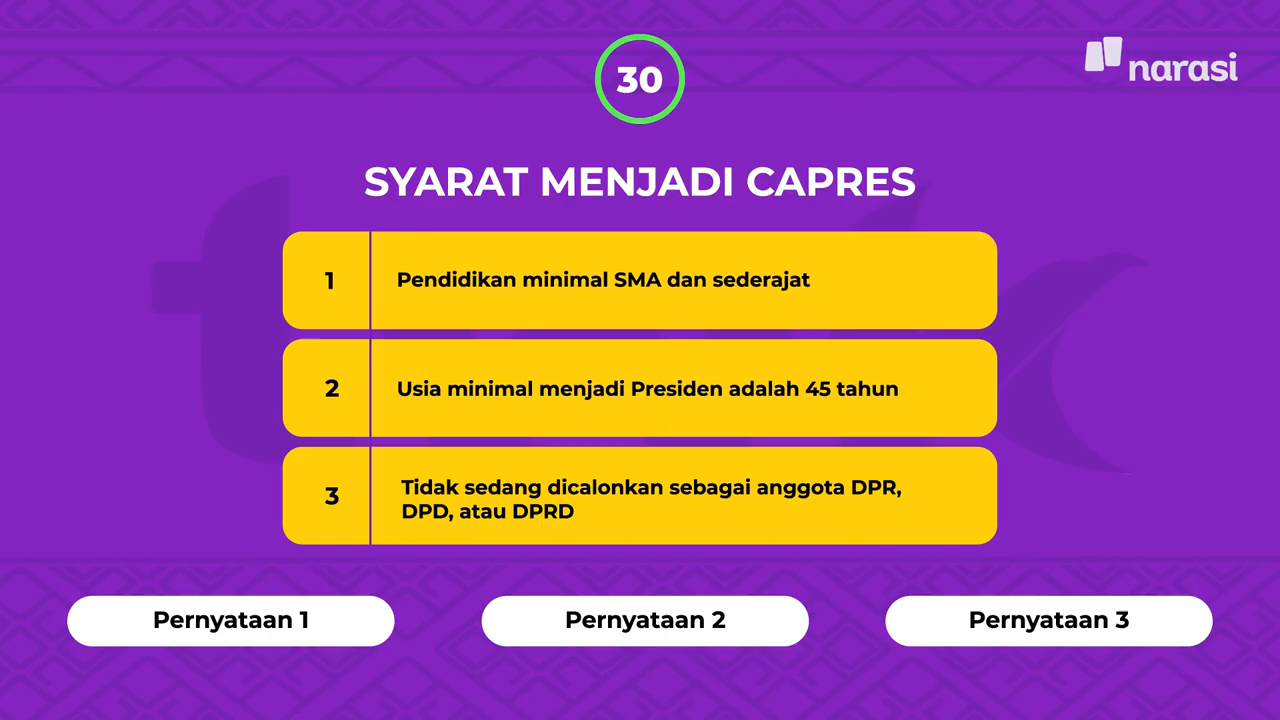 30
narasi
SYARAT MENJADI CAPRES
1
Pendidikan minimal SMA dan sederajat
2
Usia minimal menjadi Presiden adalah 45 tahun
3
Tidak sedang dicalonkan sebagai anggota DPR,
DPD, atau DPRD
Pernyataan 1
Pernyataan 2
Pernyataan 3